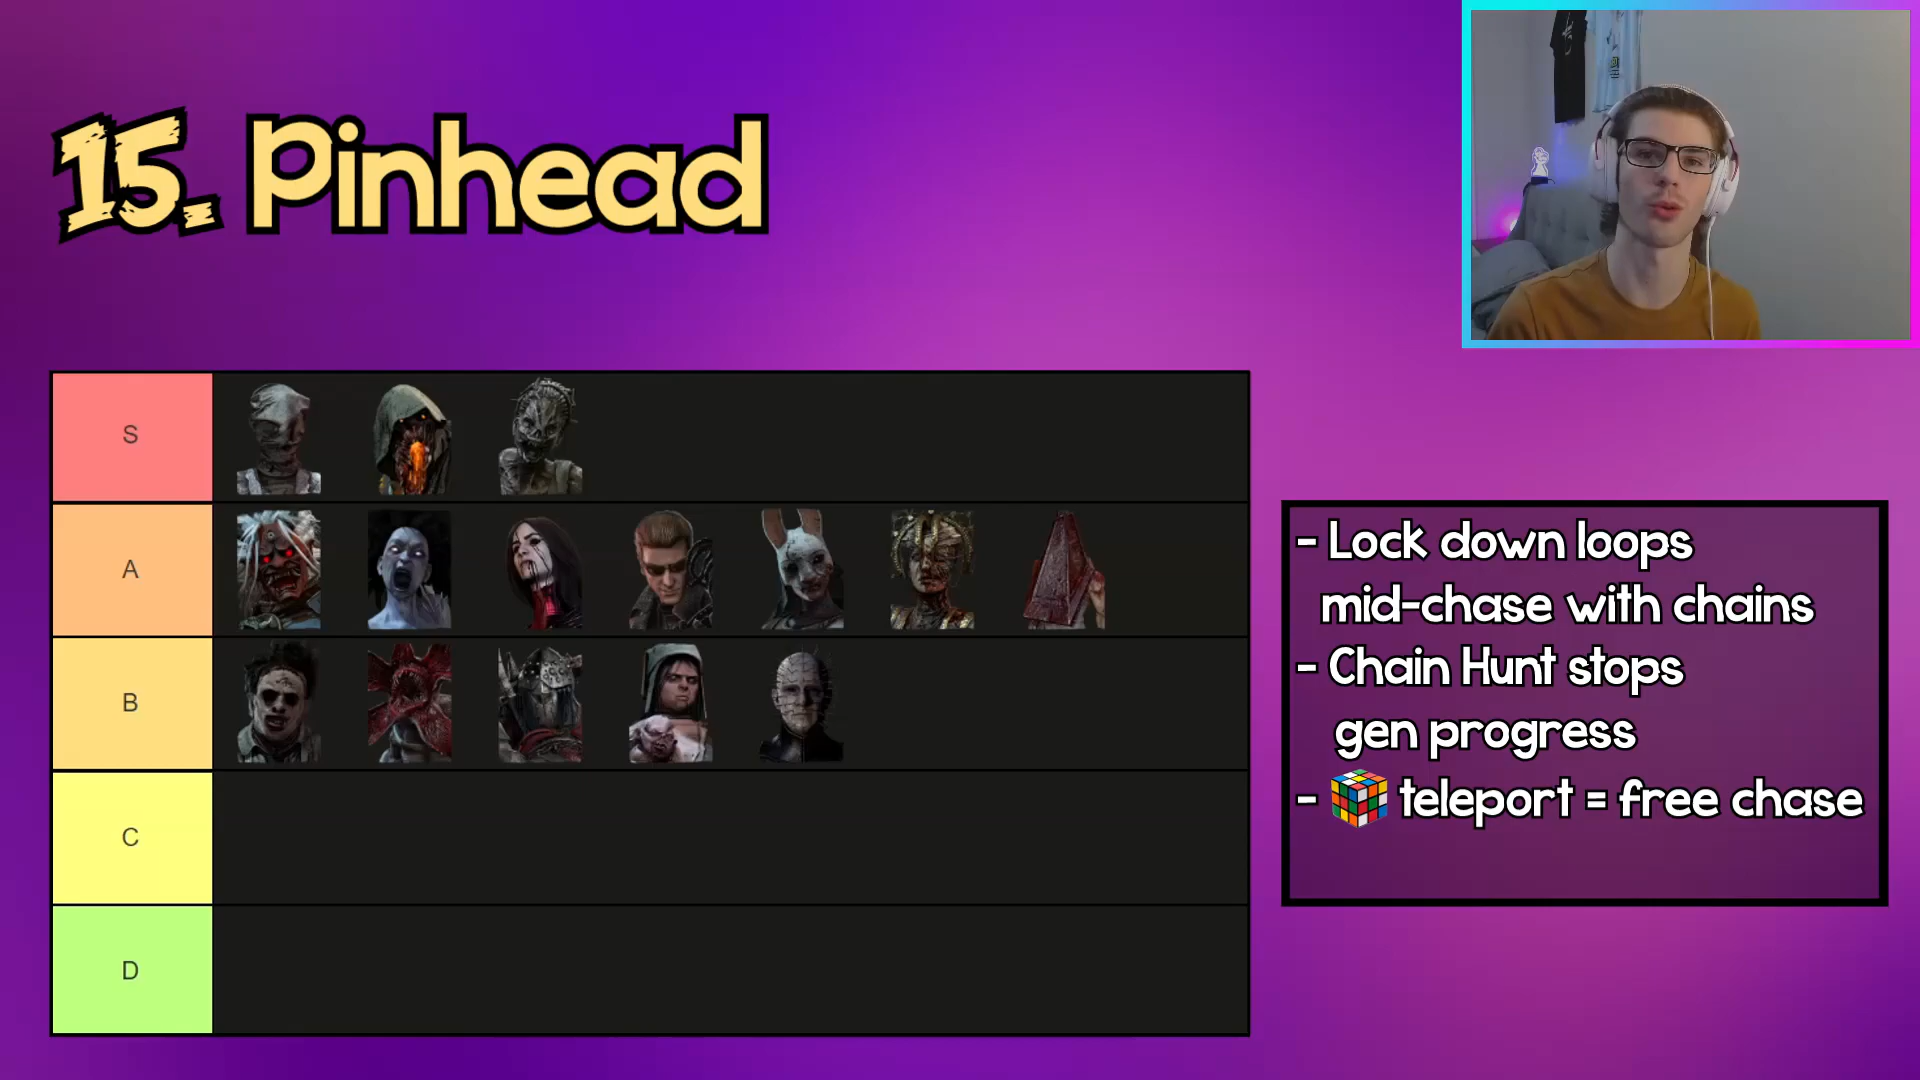 15. Pinhead
S
A
B
C
D
- Lock down loops
mid-chase with chains
- Chain Hunt stops
gen progress
- teleport = free chase